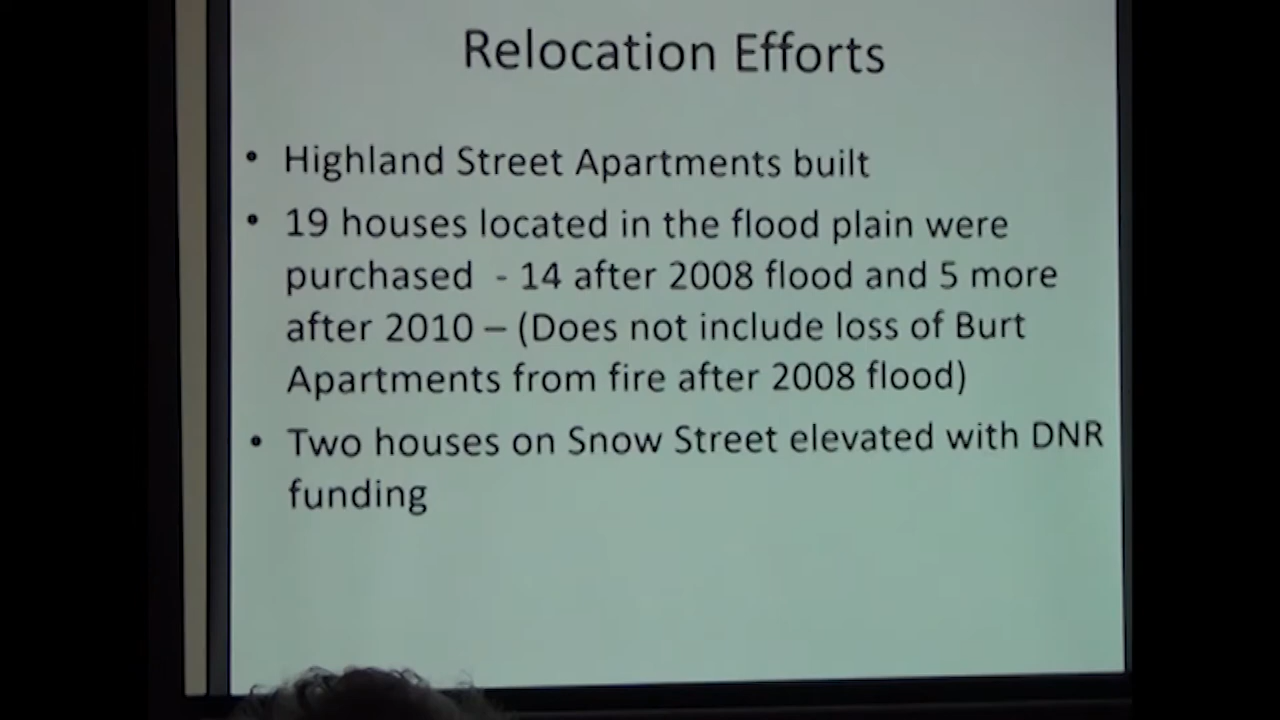 Relocation Efforts
• Highland Street Apartments built
• 19 houses located in the flood plain were
purchased - 14 after 2008 flood and 5 more
after 2010 – (Does not include loss of Burt
Apartments from fire after 2008 flood)
• Two houses on Snow Street elevated with DNR
funding